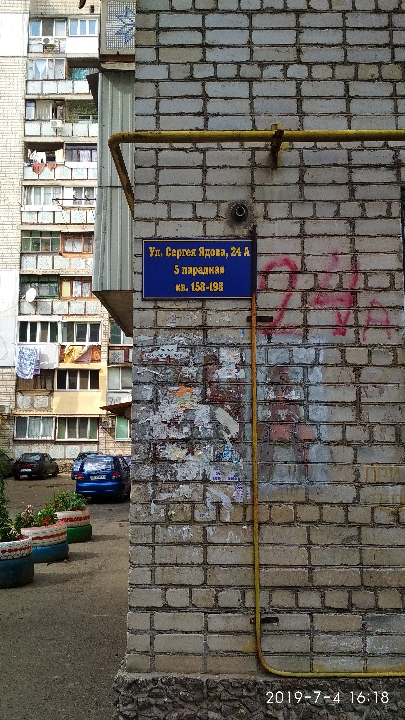 Ул. Сергея Ядова, 24 А
5 парадная
кв. 158-198
24
А
2019-7-4 16:18